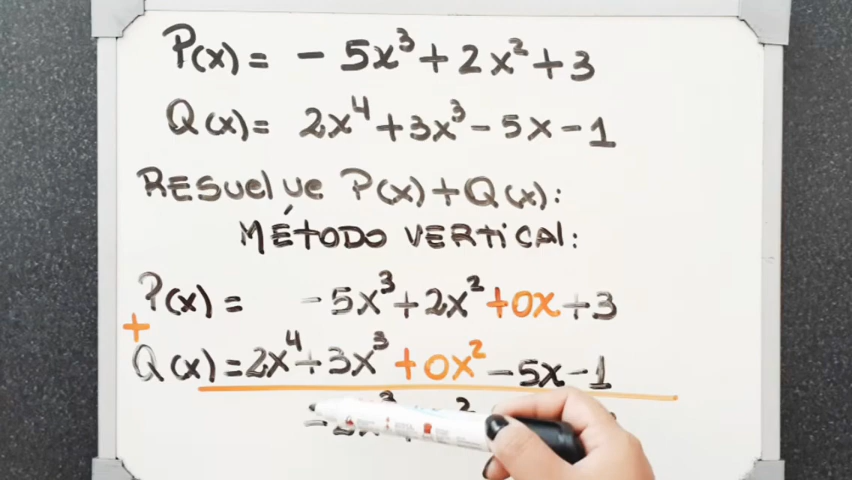 P(x) = - 5x³ + 2x² + 3
Q(x) = 2x⁴ + 3x³ - 5x - 1
RESUElVE P(x) + Q(x):
MÉTODO VERTICAl:
P(x) = - 5x³ + 2x² + 0x + 3
+
Q(x) = 2x⁴ + 3x³ + 0x² - 5x - 1